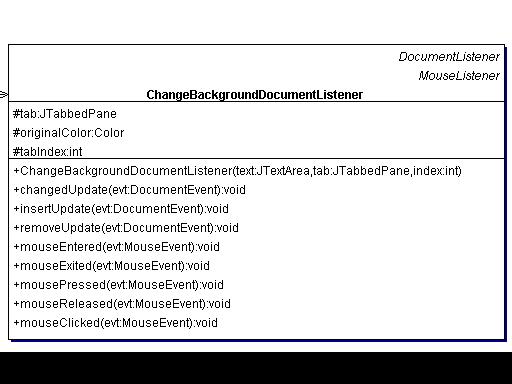 DocumentListener
MouseListener
ChangeBackgroundDocumentListener
#tab:JTabbedPane
#originalColor:Color
#tabIndex:int
+ChangeBackgroundDocumentListener(text:JTextArea,tab:JTabbedPane,index:int)
+changedUpdate(evt:DocumentEvent):void
+insertUpdate(evt:DocumentEvent):void
+removeUpdate(evt:DocumentEvent):void
+mouseEntered(evt:MouseEvent):void
+mouseExited(evt:MouseEvent):void
+mousePressed(evt:MouseEvent):void
+mouseReleased(evt:MouseEvent):void
+mouseClicked(evt:MouseEvent):void